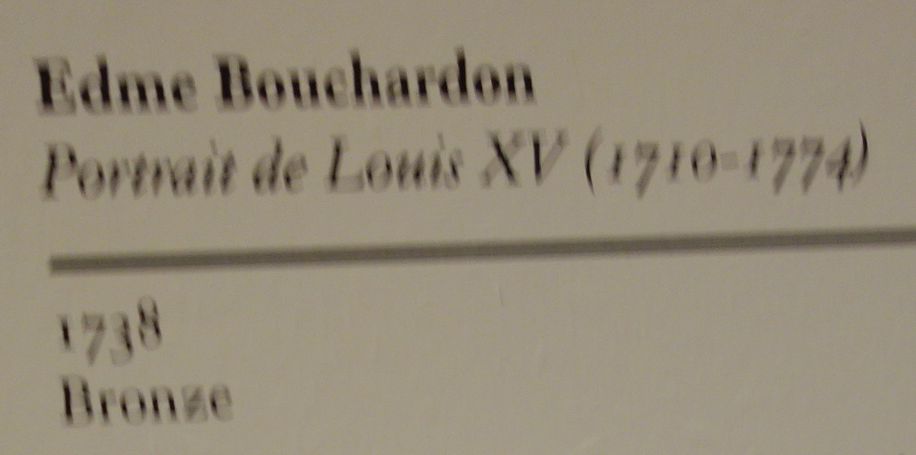 Edme Bouchardon
Portrait de Louis XV (1710-1774)
1738
Bronze